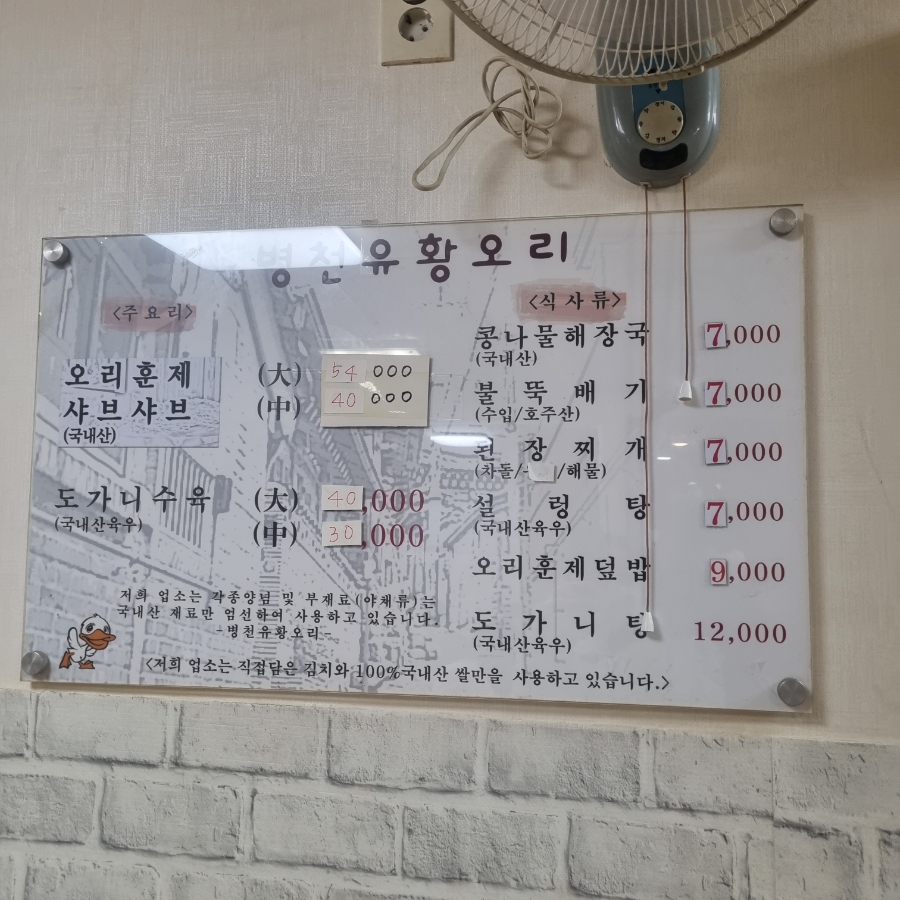 병천유황오리
<주요리>
오리훈제 (大) 54 000
샤브샤브 (中) 40 000
(국내산)
도가니수육 (大) 40,000
(국내산육우) (中) 30,000
저희 업소는 각종양념 및 부재료(야채류)는
국내산 재료만 엄선하여 사용하고 있습니다.
-병천유황오리-
<식사류>
콩나물해장국 7,000
(국내산)
불뚝배기 7,000
(수입/호주산)
된장찌개 7,000
(차돌/ /해물)
설렁탕 7,000
(국내산육우)
오리훈제덮밥 9,000
도가니탕 12,000
(국내산육우)
<저희 업소는 직접담은 김치와 100%국내산 쌀만을 사용하고 있습니다.>